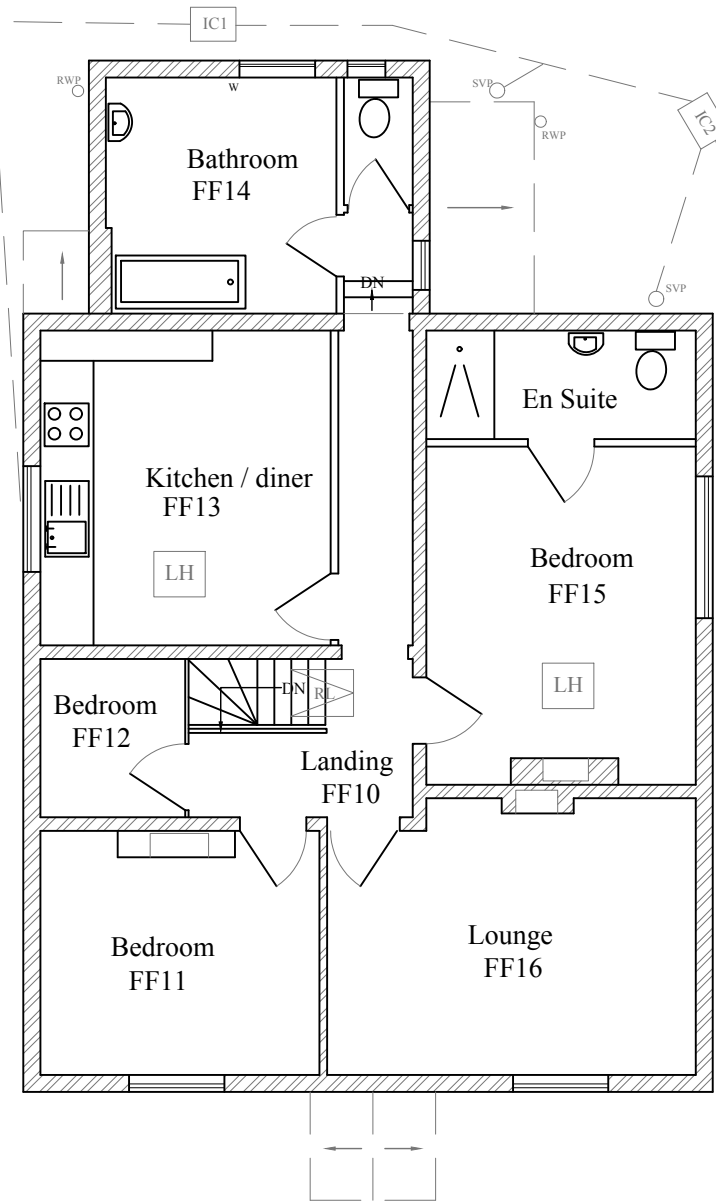 IC1
RWP
W
SVP
RWP
IC2
Bathroom
FF14
DN
SVP
En Suite
Kitchen / diner
FF13
LH
Bedroom
FF15
LH
Bedroom
FF12
DN
RL
Landing
FF10
Bedroom
FF11
Lounge
FF16